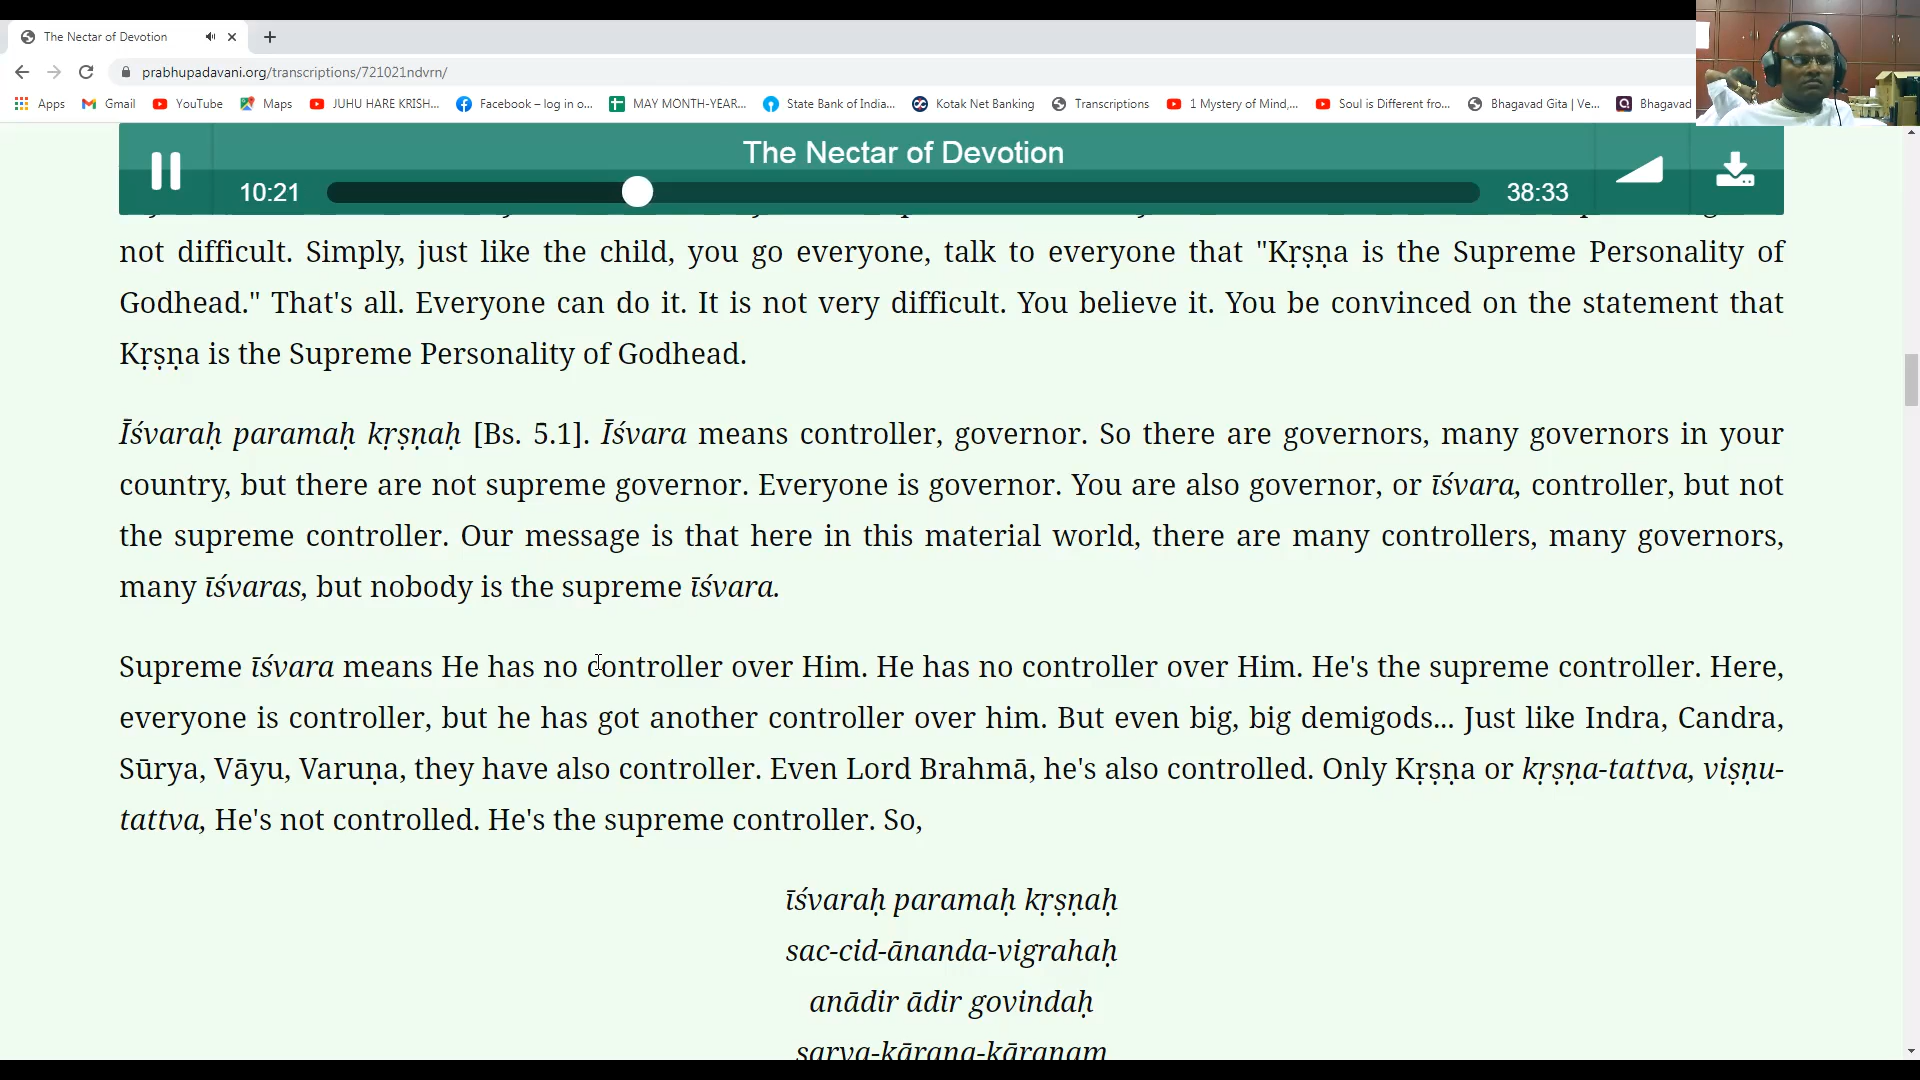 The Nectar of Devotion
prabhupadavani.org/transcriptions/721021ndvrn/
Apps Gmail YouTube Maps JUHU HARE KRISH... Facebook – log in o... MAY MONTH-YEAR... State Bank of India... Kotak Net Banking Transcriptions 1 Mystery of Mind,... Soul is Different fro... Bhagavad Gita | Ve... Bhagavad
The Nectar of Devotion
10:21 38:33
not difficult. Simply, just like the child, you go everyone, talk to everyone that "Kṛṣṇa is the Supreme Personality of
Godhead." That's all. Everyone can do it. It is not very difficult. You believe it. You be convinced on the statement that
Kṛṣṇa is the Supreme Personality of Godhead.
Īśvaraḥ paramaḥ kṛṣṇaḥ [Bs. 5.1]. Īśvara means controller, governor. So there are governors, many governors in your
country, but there are not supreme governor. Everyone is governor. You are also governor, or īśvara, controller, but not
the supreme controller. Our message is that here in this material world, there are many controllers, many governors,
many īśvaras, but nobody is the supreme īśvara.
Supreme īśvara means He has no controller over Him. He has no controller over Him. He's the supreme controller. Here,
everyone is controller, but he has got another controller over him. But even big, big demigods... Just like Indra, Candra,
Sūrya, Vāyu, Varuṇa, they have also controller. Even Lord Brahmā, he's also controlled. Only Kṛṣṇa or kṛṣṇa-tattva, viṣṇu-
tattva, He's not controlled. He's the supreme controller. So,
īśvaraḥ paramaḥ kṛṣṇaḥ
sac-cid-ānanda-vigrahaḥ
anādir ādir govindaḥ
sarva-kāraṇa-kāraṇam